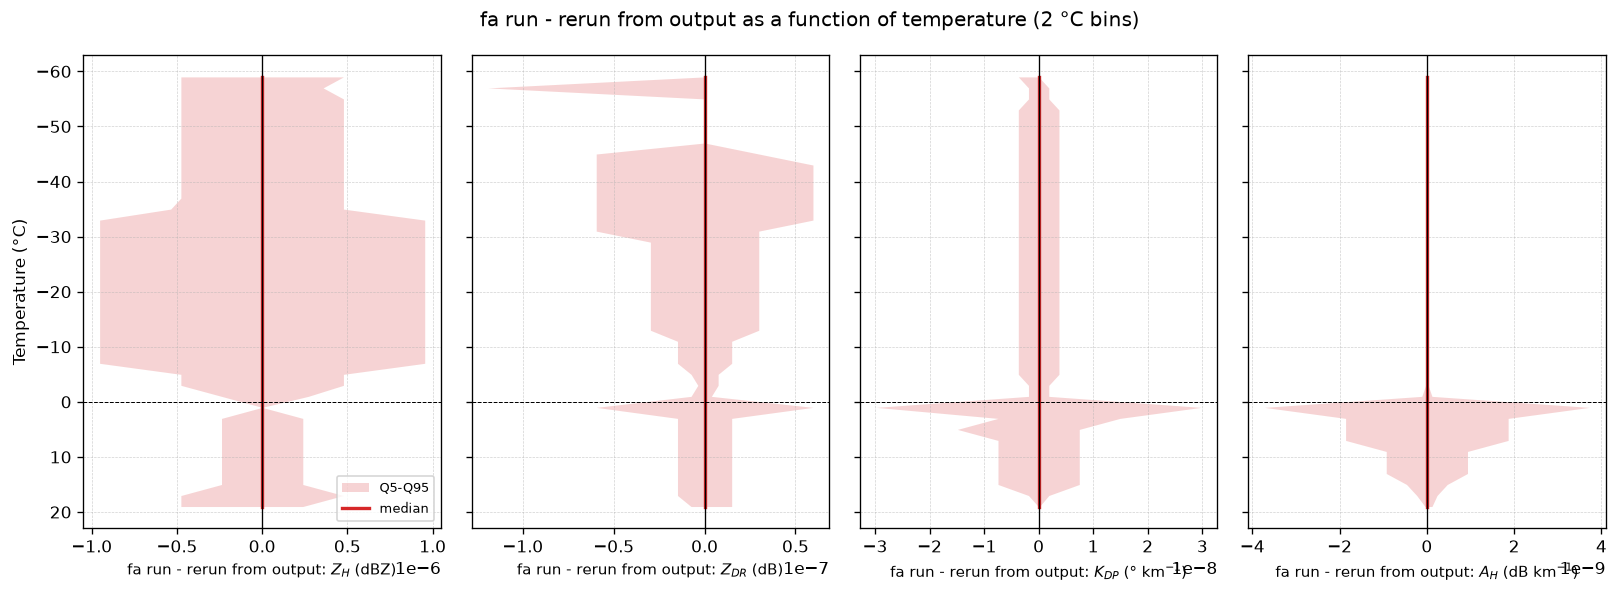 fa run - rerun from output as a function of temperature (2 °C bins)
Temperature (°C)
−60
−50
−40
−30
−20
−10
0
10
20
Q5-Q95
median
−1.0 −0.5 0.0 0.5 1.0
fa run - rerun from output: Z_H (dBZ) 1e−6
−1.0 −0.5 0.0 0.5
fa run - rerun from output: Z_DR (dB) 1e−7
−3 −2 −1 0 1 2 3
fa run - rerun from output: K_DP (° km⁻¹) 1e−8
−4 −2 0 2 4
fa run - rerun from output: A_H (dB km⁻¹) 1e−9